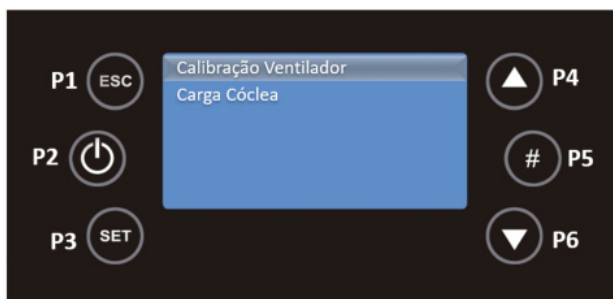 Calibração Ventilador
Carga Cóclea
P1 ESC
P2
P3 SET
P4
# P5
P6